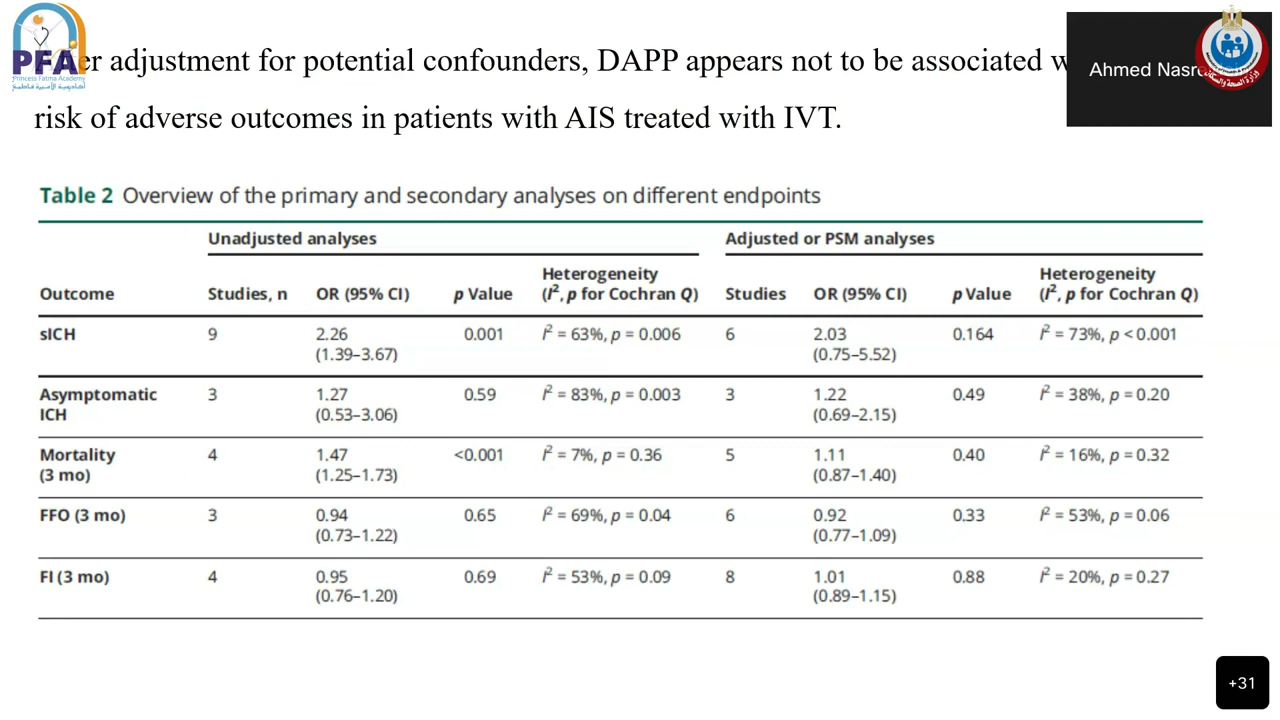 PFA
Princess Fatma Academy
أكاديمية الأميرة فاطمة
er adjustment for potential confounders, DAPP appears not to be associated
Ahmed
risk of adverse outcomes in patients with AIS treated with IVT.
Table 2 Overview of the primary and secondary analyses on different endpoints
Unadjusted analyses Adjusted or PSM analyses
Outcome Studies, n OR (95% CI) p Value Heterogeneity (I², p for Cochran Q) Studies OR (95% CI) p Value Heterogeneity (I², p for Cochran Q)
sICH 9 2.26 (1.39–3.67) 0.001 I² = 63%, p = 0.006 6 2.03 (0.75–5.52) 0.164 I² = 73%, p < 0.001
Asymptomatic ICH 3 1.27 (0.53–3.06) 0.59 I² = 83%, p = 0.003 3 1.22 (0.69–2.15) 0.49 I² = 38%, p = 0.20
Mortality (3 mo) 4 1.47 (1.25–1.73) <0.001 I² = 7%, p = 0.36 5 1.11 (0.87–1.40) 0.40 I² = 16%, p = 0.32
FFO (3 mo) 3 0.94 (0.73–1.22) 0.65 I² = 69%, p = 0.04 6 0.92 (0.77–1.09) 0.33 I² = 53%, p = 0.06
FI (3 mo) 4 0.95 (0.76–1.20) 0.69 I² = 53%, p = 0.09 8 1.01 (0.89–1.15) 0.88 I² = 20%, p = 0.27
+31